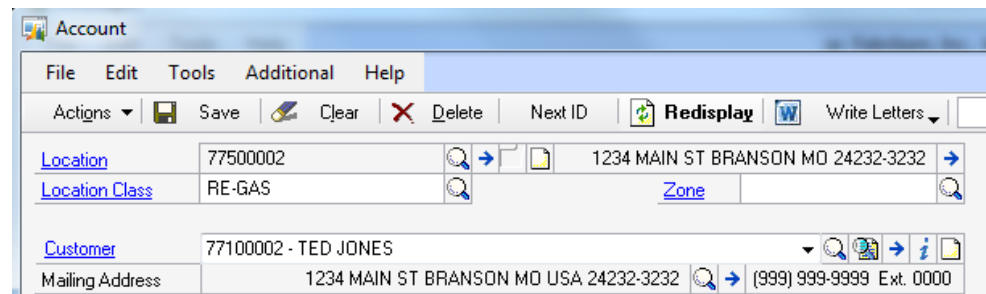 Account
File Edit Tools Additional Help
Actions Save Clear Delete Next ID Redisplay Write Letters
Location 77500002 1234 MAIN ST BRANSON MO 24232-3232
Location Class RE-GAS Zone
Customer 77100002 - TED JONES
Mailing Address 1234 MAIN ST BRANSON MO USA 24232-3232 (999) 999-9999 Ext. 0000